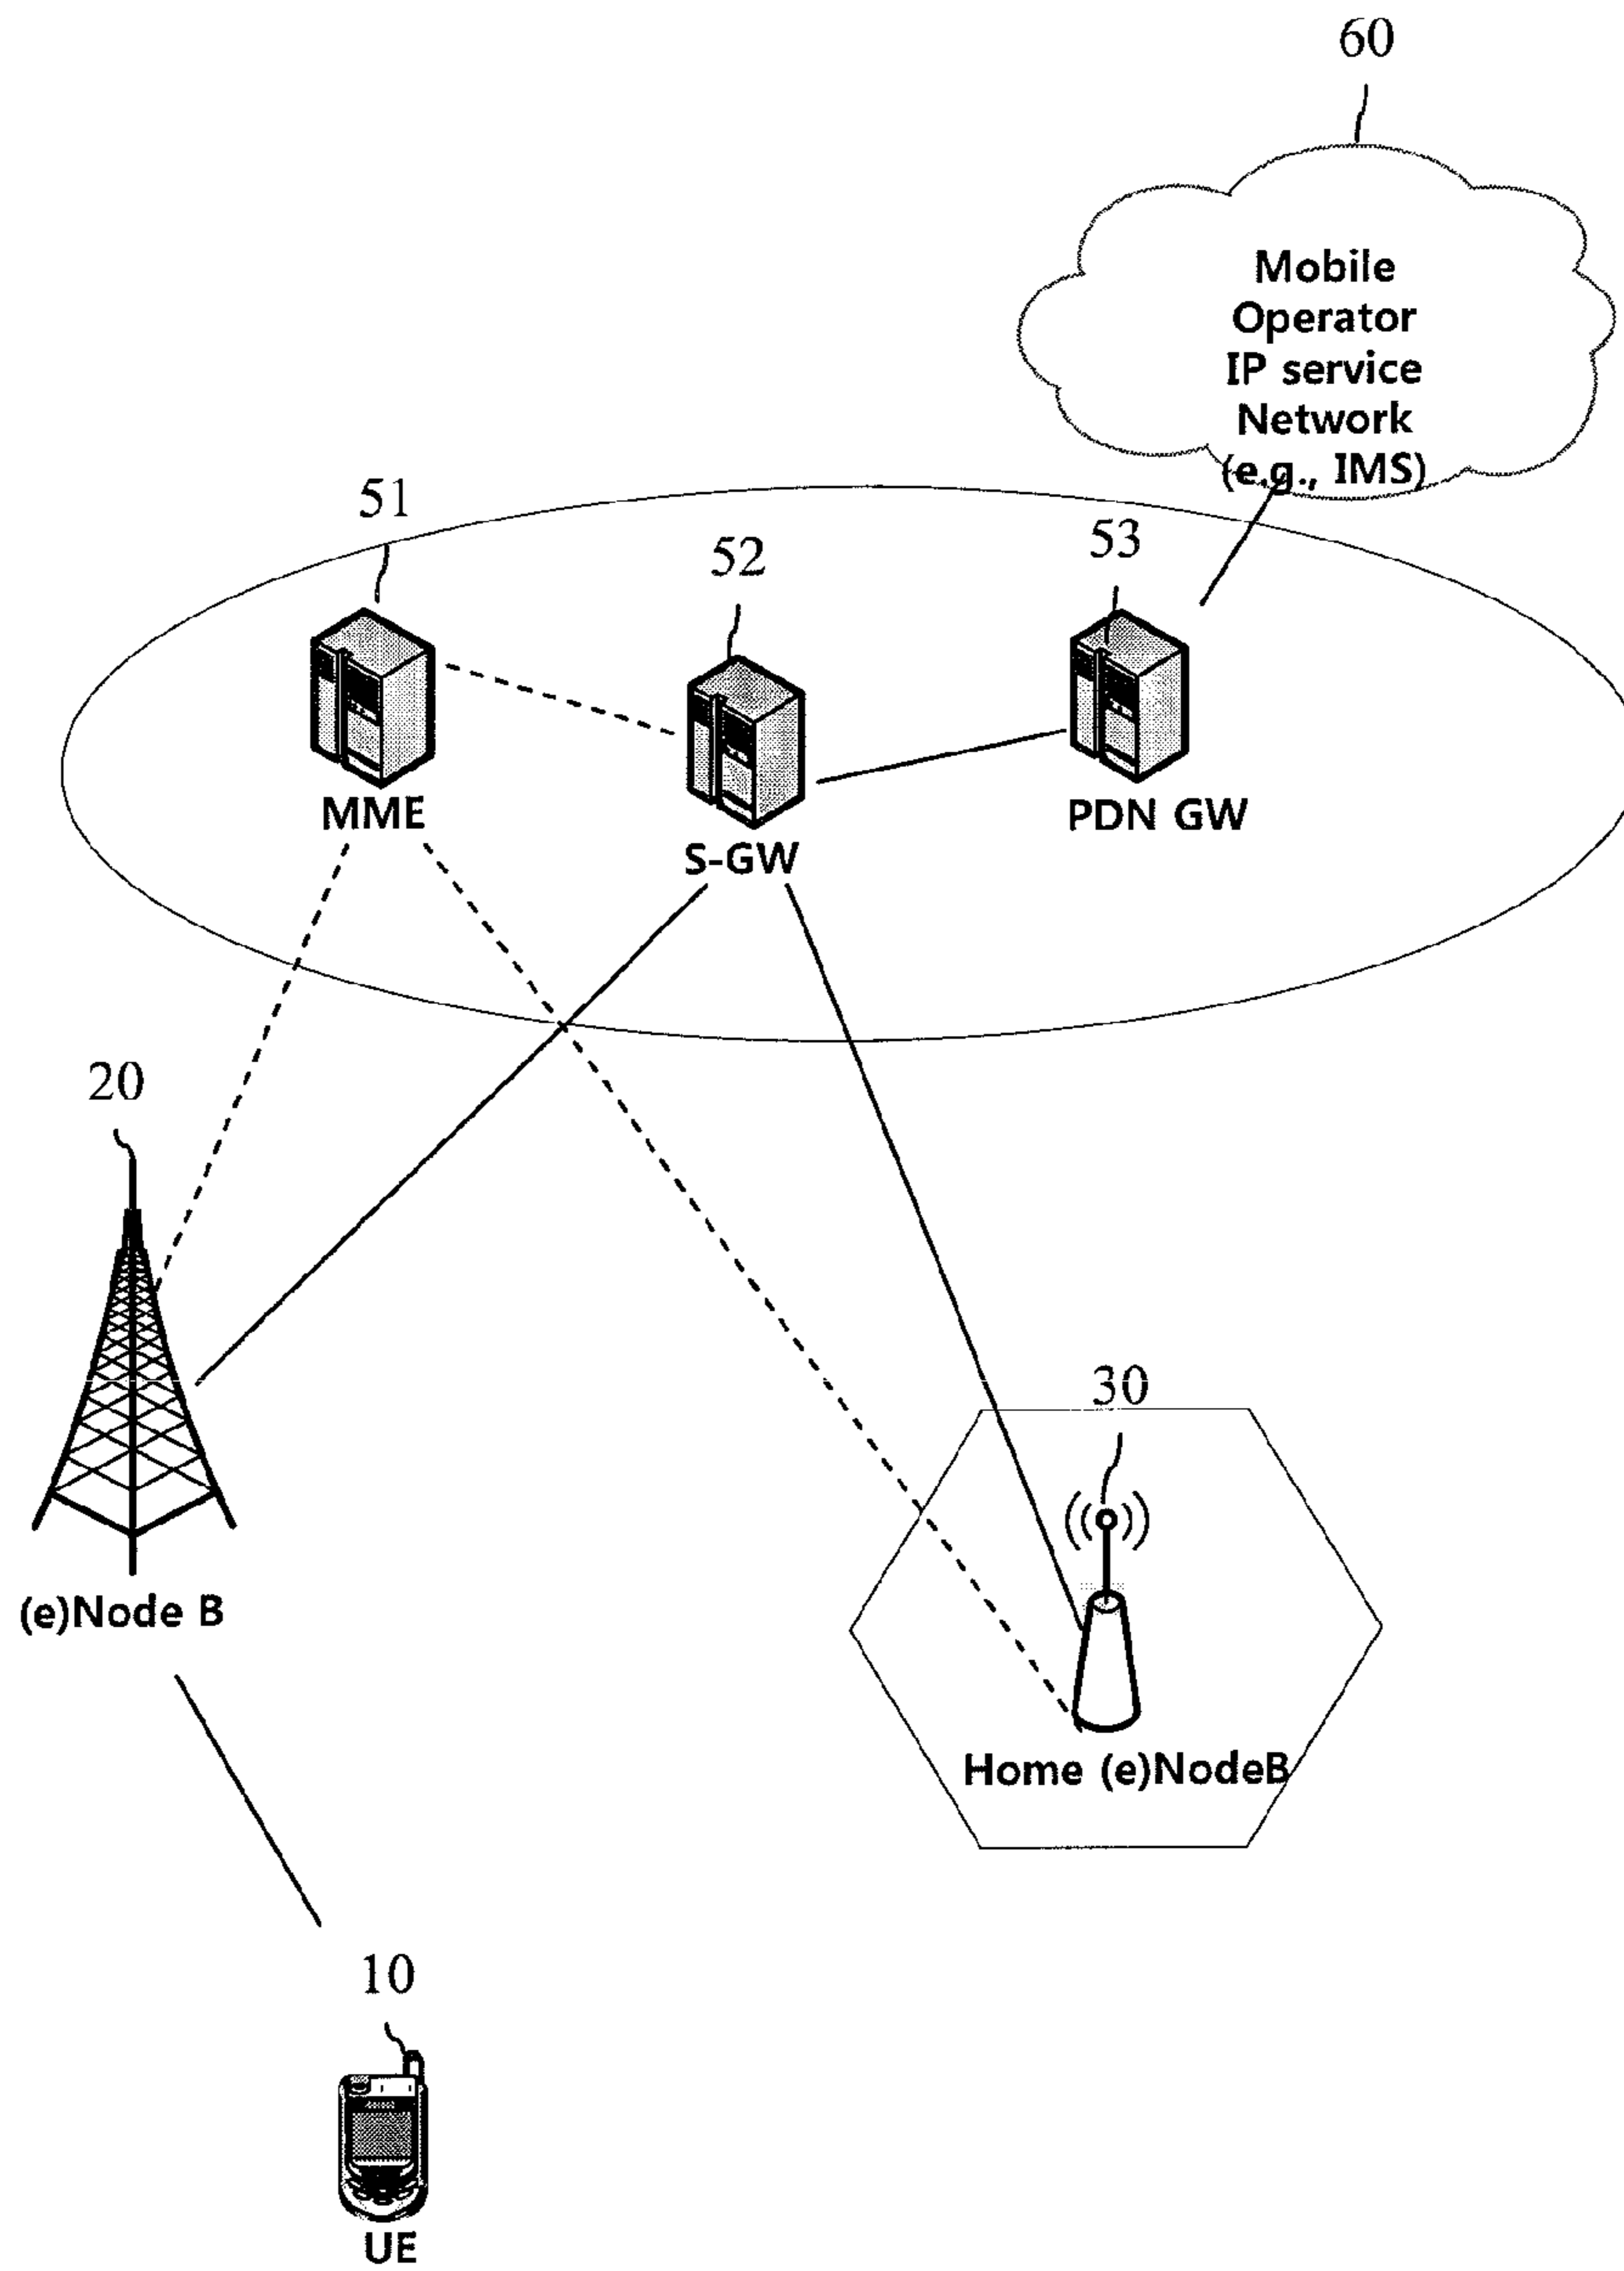 60
Mobile
Operator
IP service
Network
(e.g., IMS)
51
52
53
MME
S-GW
PDN GW
20
30
(e)Node B
Home (e)NodeB
10
UE